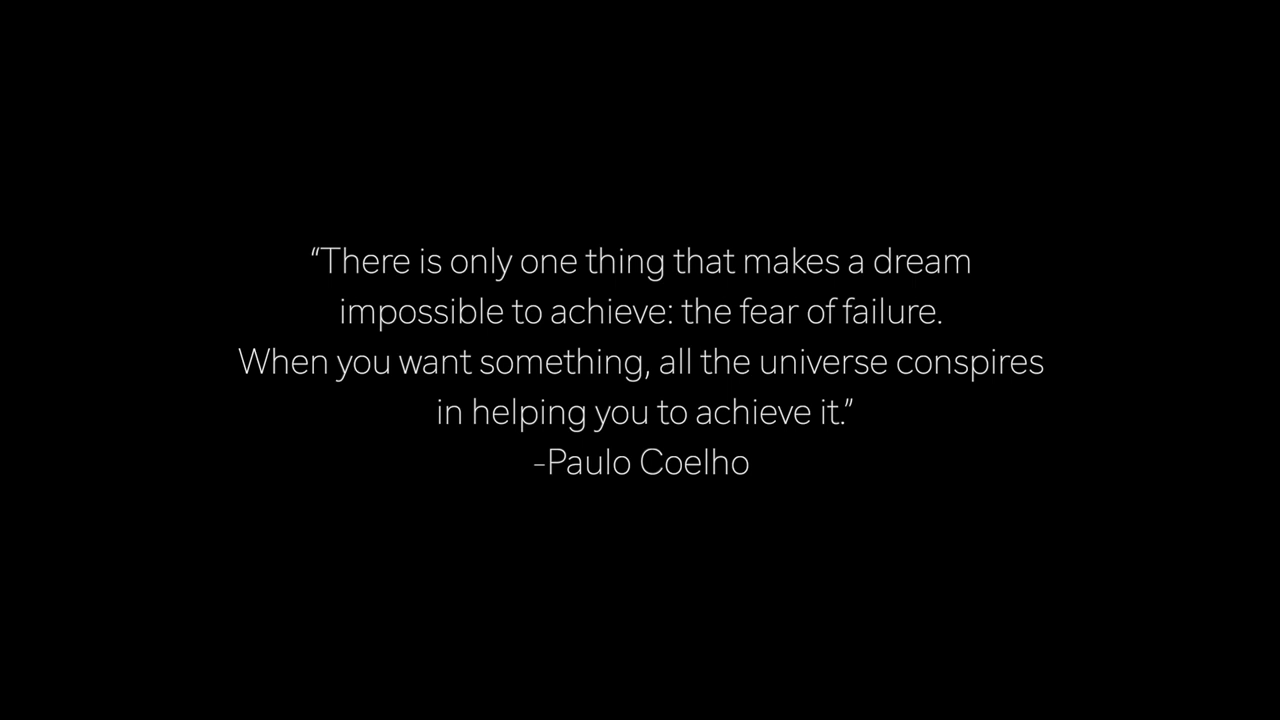 “There is only one thing that makes a dream
impossible to achieve: the fear of failure.
When you want something, all the universe conspires
in helping you to achieve it.”
-Paulo Coelho